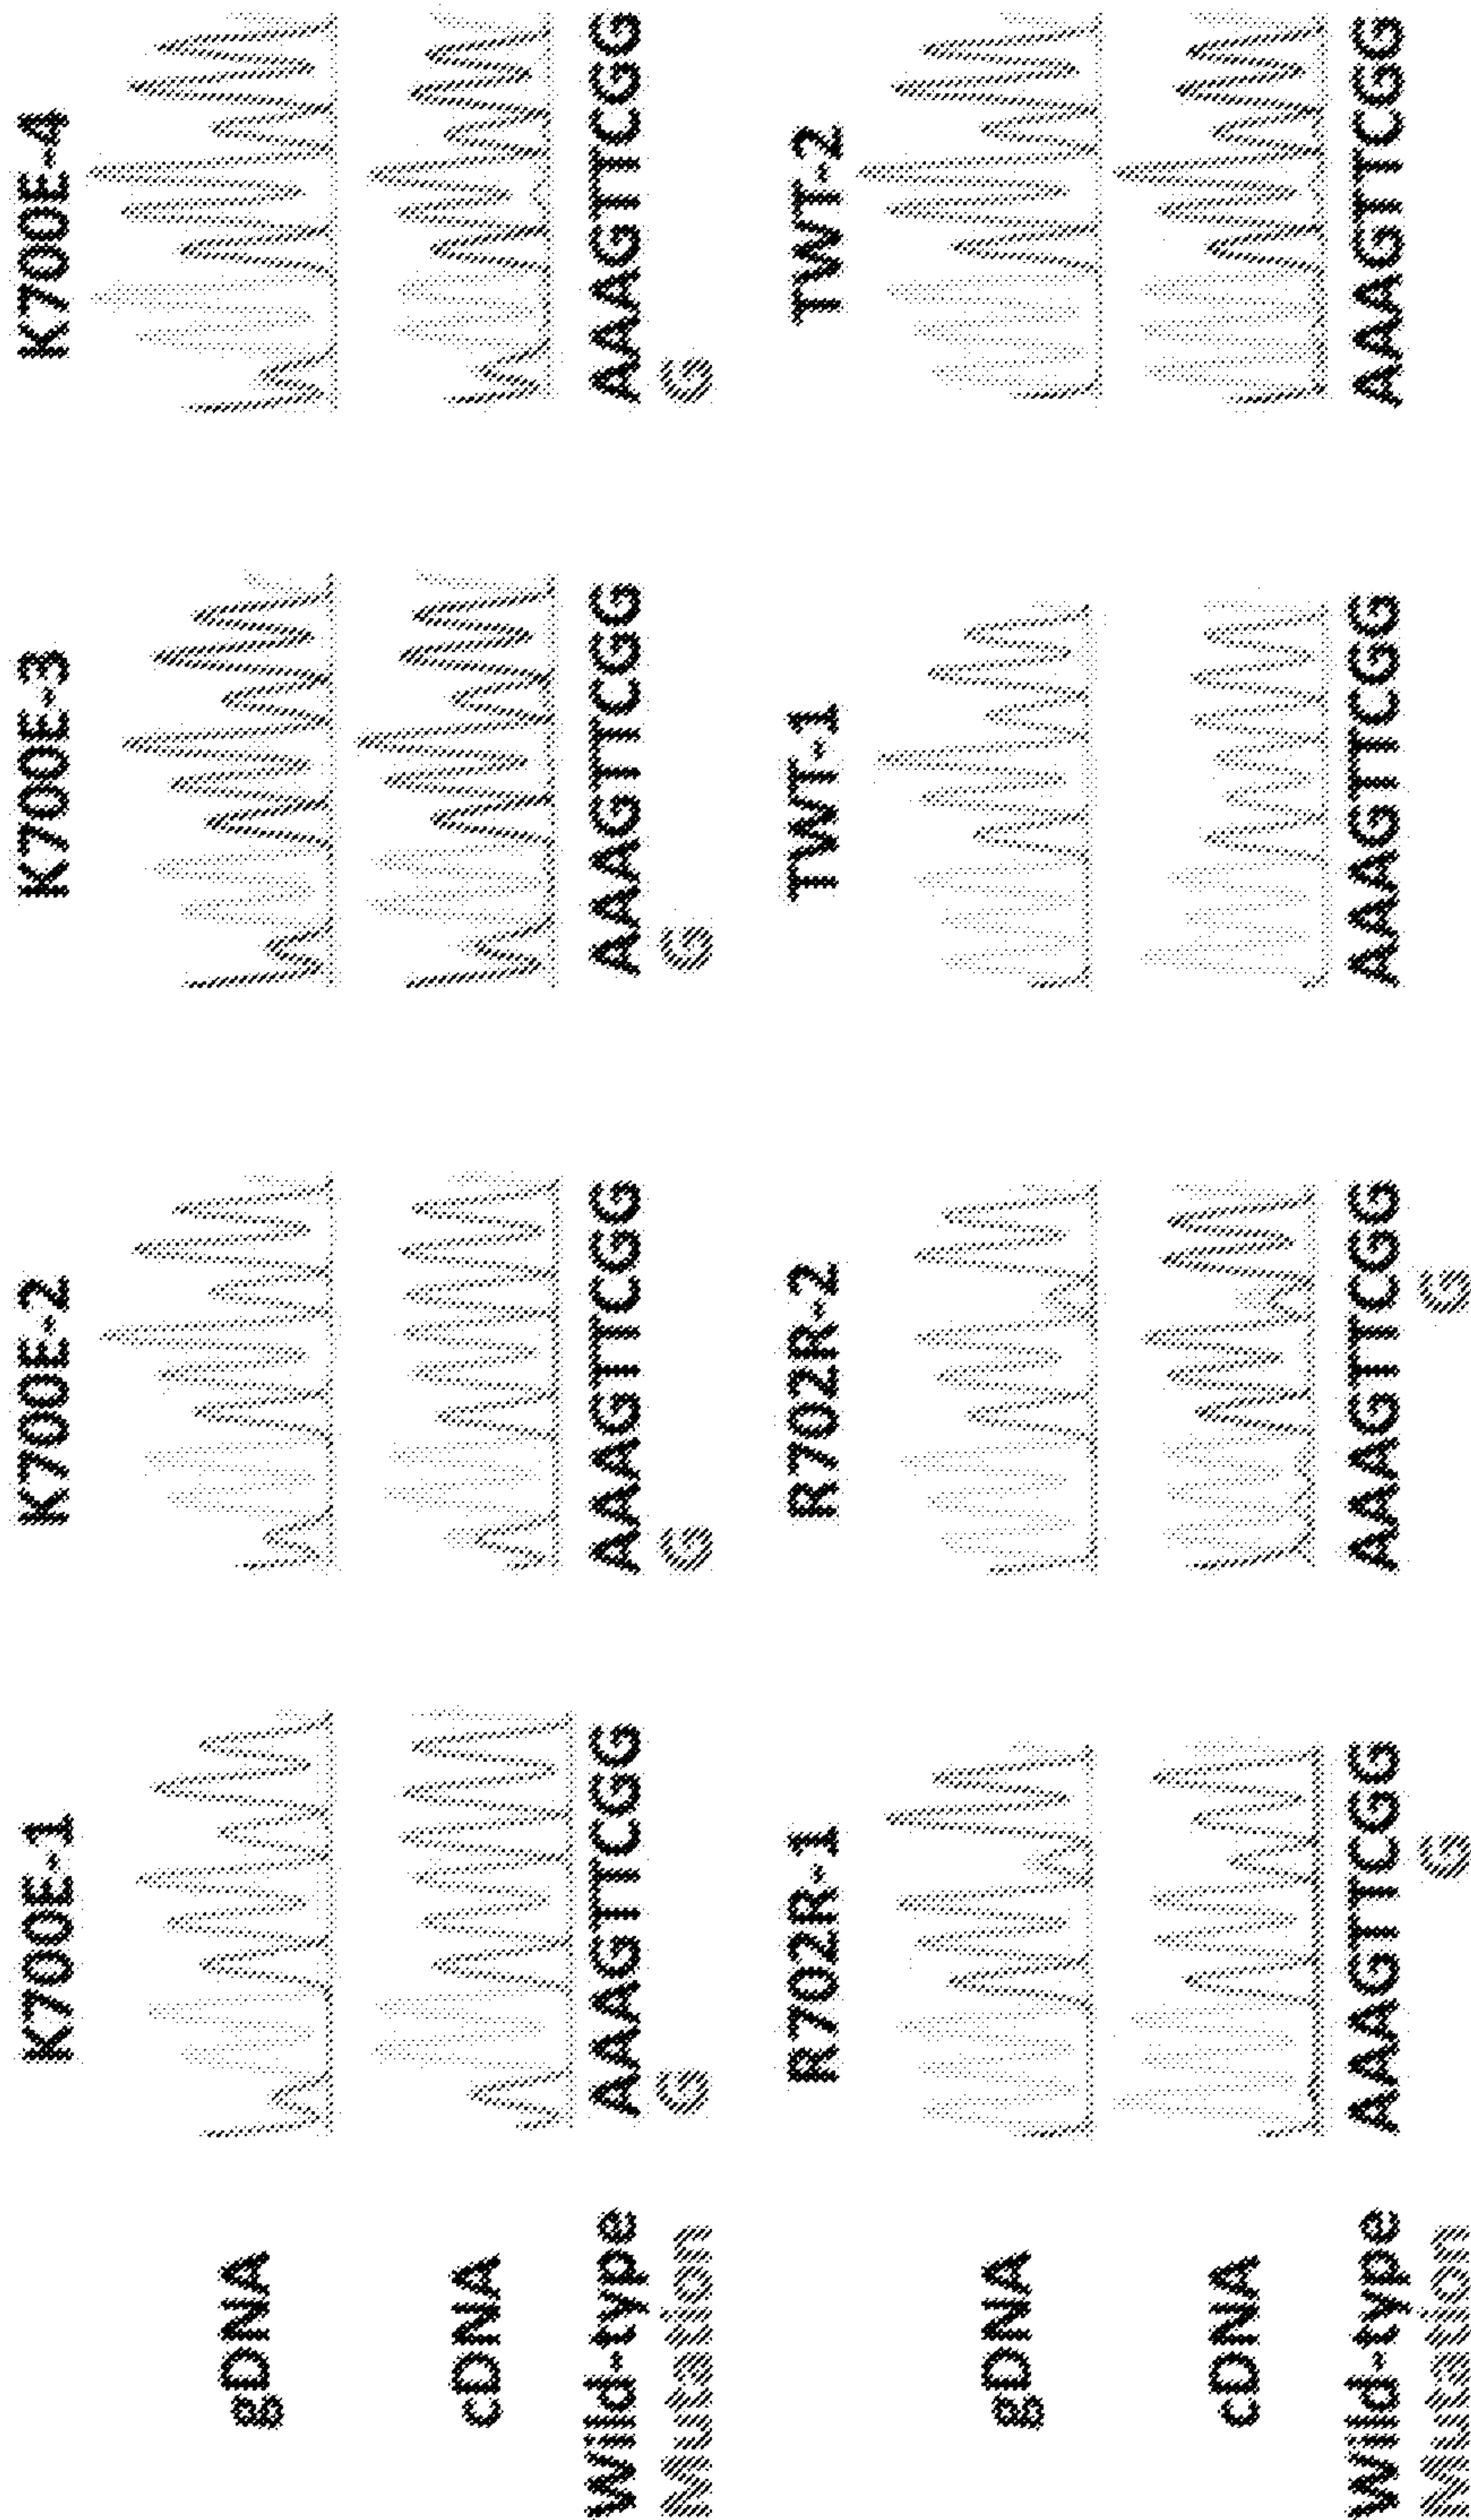 K700E-1 K700E-2 K700E-3 K700E-4
gDNA
cDNA
Wild-type AAAGTTCGG AAAGTTCGG AAAGTTCGG AAAGTTCGG
Mutation G G G G
R702R-1 R702R-2 TWT-1 TWT-2
gDNA
cDNA
Wild-type AAAGTTCGG AAAGTTCGG AAAGTTCGG AAAGTTCGG
Mutation G G